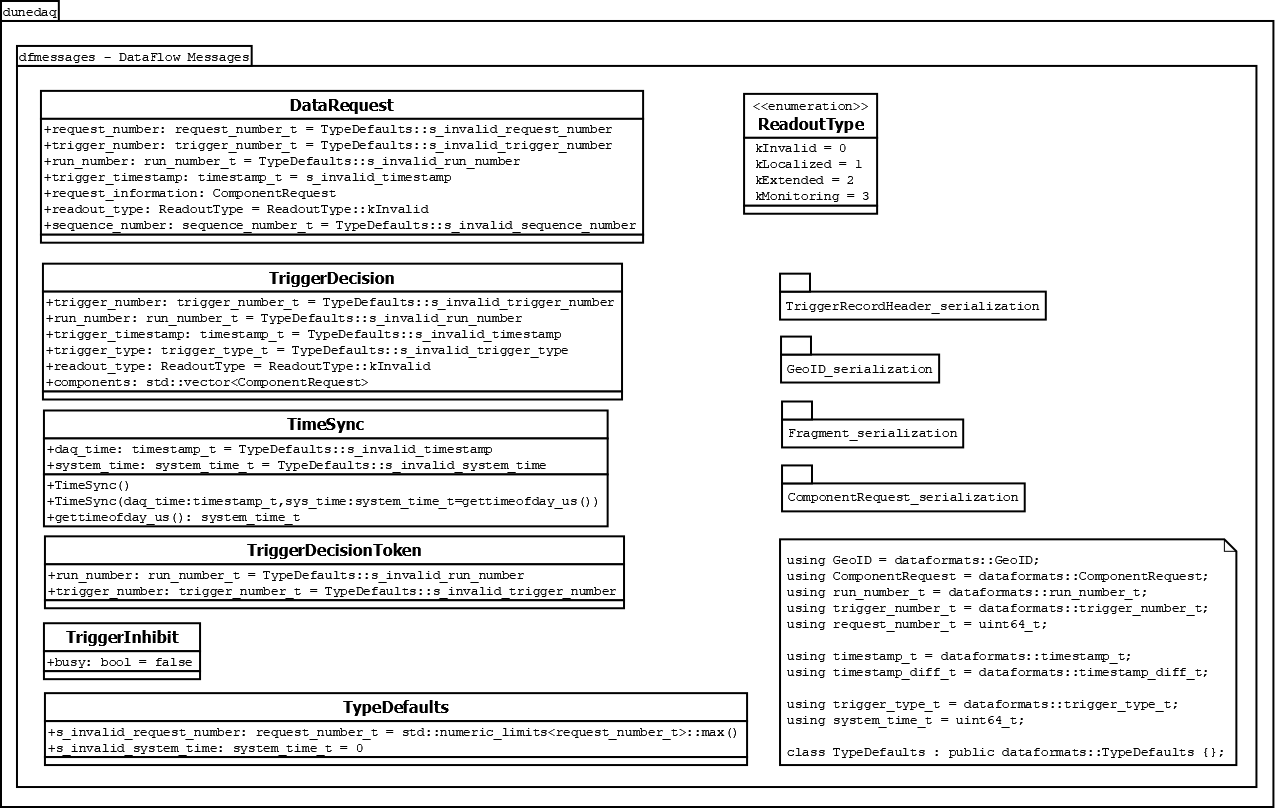 dunedaq
dfmessages - DataFlow Messages
DataRequest
+request_number: request_number_t = TypeDefaults::s_invalid_request_number
+trigger_number: trigger_number_t = TypeDefaults::s_invalid_trigger_number
+run_number: run_number_t = TypeDefaults::s_invalid_run_number
+trigger_timestamp: timestamp_t = s_invalid_timestamp
+request_information: ComponentRequest
+readout_type: ReadoutType = ReadoutType::kInvalid
+sequence_number: sequence_number_t = TypeDefaults::s_invalid_sequence_number
<<enumeration>>
ReadoutType
kInvalid = 0
kLocalized = 1
kExtended = 2
kMonitoring = 3
TriggerDecision
+trigger_number: trigger_number_t = TypeDefaults::s_invalid_trigger_number
+run_number: run_number_t = TypeDefaults::s_invalid_run_number
+trigger_timestamp: timestamp_t = TypeDefaults::s_invalid_timestamp
+trigger_type: trigger_type_t = TypeDefaults::s_invalid_trigger_type
+readout_type: ReadoutType = ReadoutType::kInvalid
+components: std::vector<ComponentRequest>
TimeSync
+daq_time: timestamp_t = TypeDefaults::s_invalid_timestamp
+system_time: system_time_t = TypeDefaults::s_invalid_system_time
+TimeSync()
+TimeSync(daq_time:timestamp_t,sys_time:system_time_t=gettimeofday_us())
+gettimeofday_us(): system_time_t
TriggerDecisionToken
+run_number: run_number_t = TypeDefaults::s_invalid_run_number
+trigger_number: trigger_number_t = TypeDefaults::s_invalid_trigger_number
TriggerInhibit
+busy: bool = false
TypeDefaults
+s_invalid_request_number: request_number_t = std::numeric_limits<request_number_t>::max()
+s_invalid_system_time: system_time_t = 0
TriggerRecordHeader_serialization
GeoID_serialization
Fragment_serialization
ComponentRequest_serialization
using GeoID = dataformats::GeoID;
using ComponentRequest = dataformats::ComponentRequest;
using run_number_t = dataformats::run_number_t;
using trigger_number_t = dataformats::trigger_number_t;
using request_number_t = uint64_t;
using timestamp_t = dataformats::timestamp_t;
using timestamp_diff_t = dataformats::timestamp_diff_t;
using trigger_type_t = dataformats::trigger_type_t;
using system_time_t = uint64_t;
class TypeDefaults : public dataformats::TypeDefaults {};